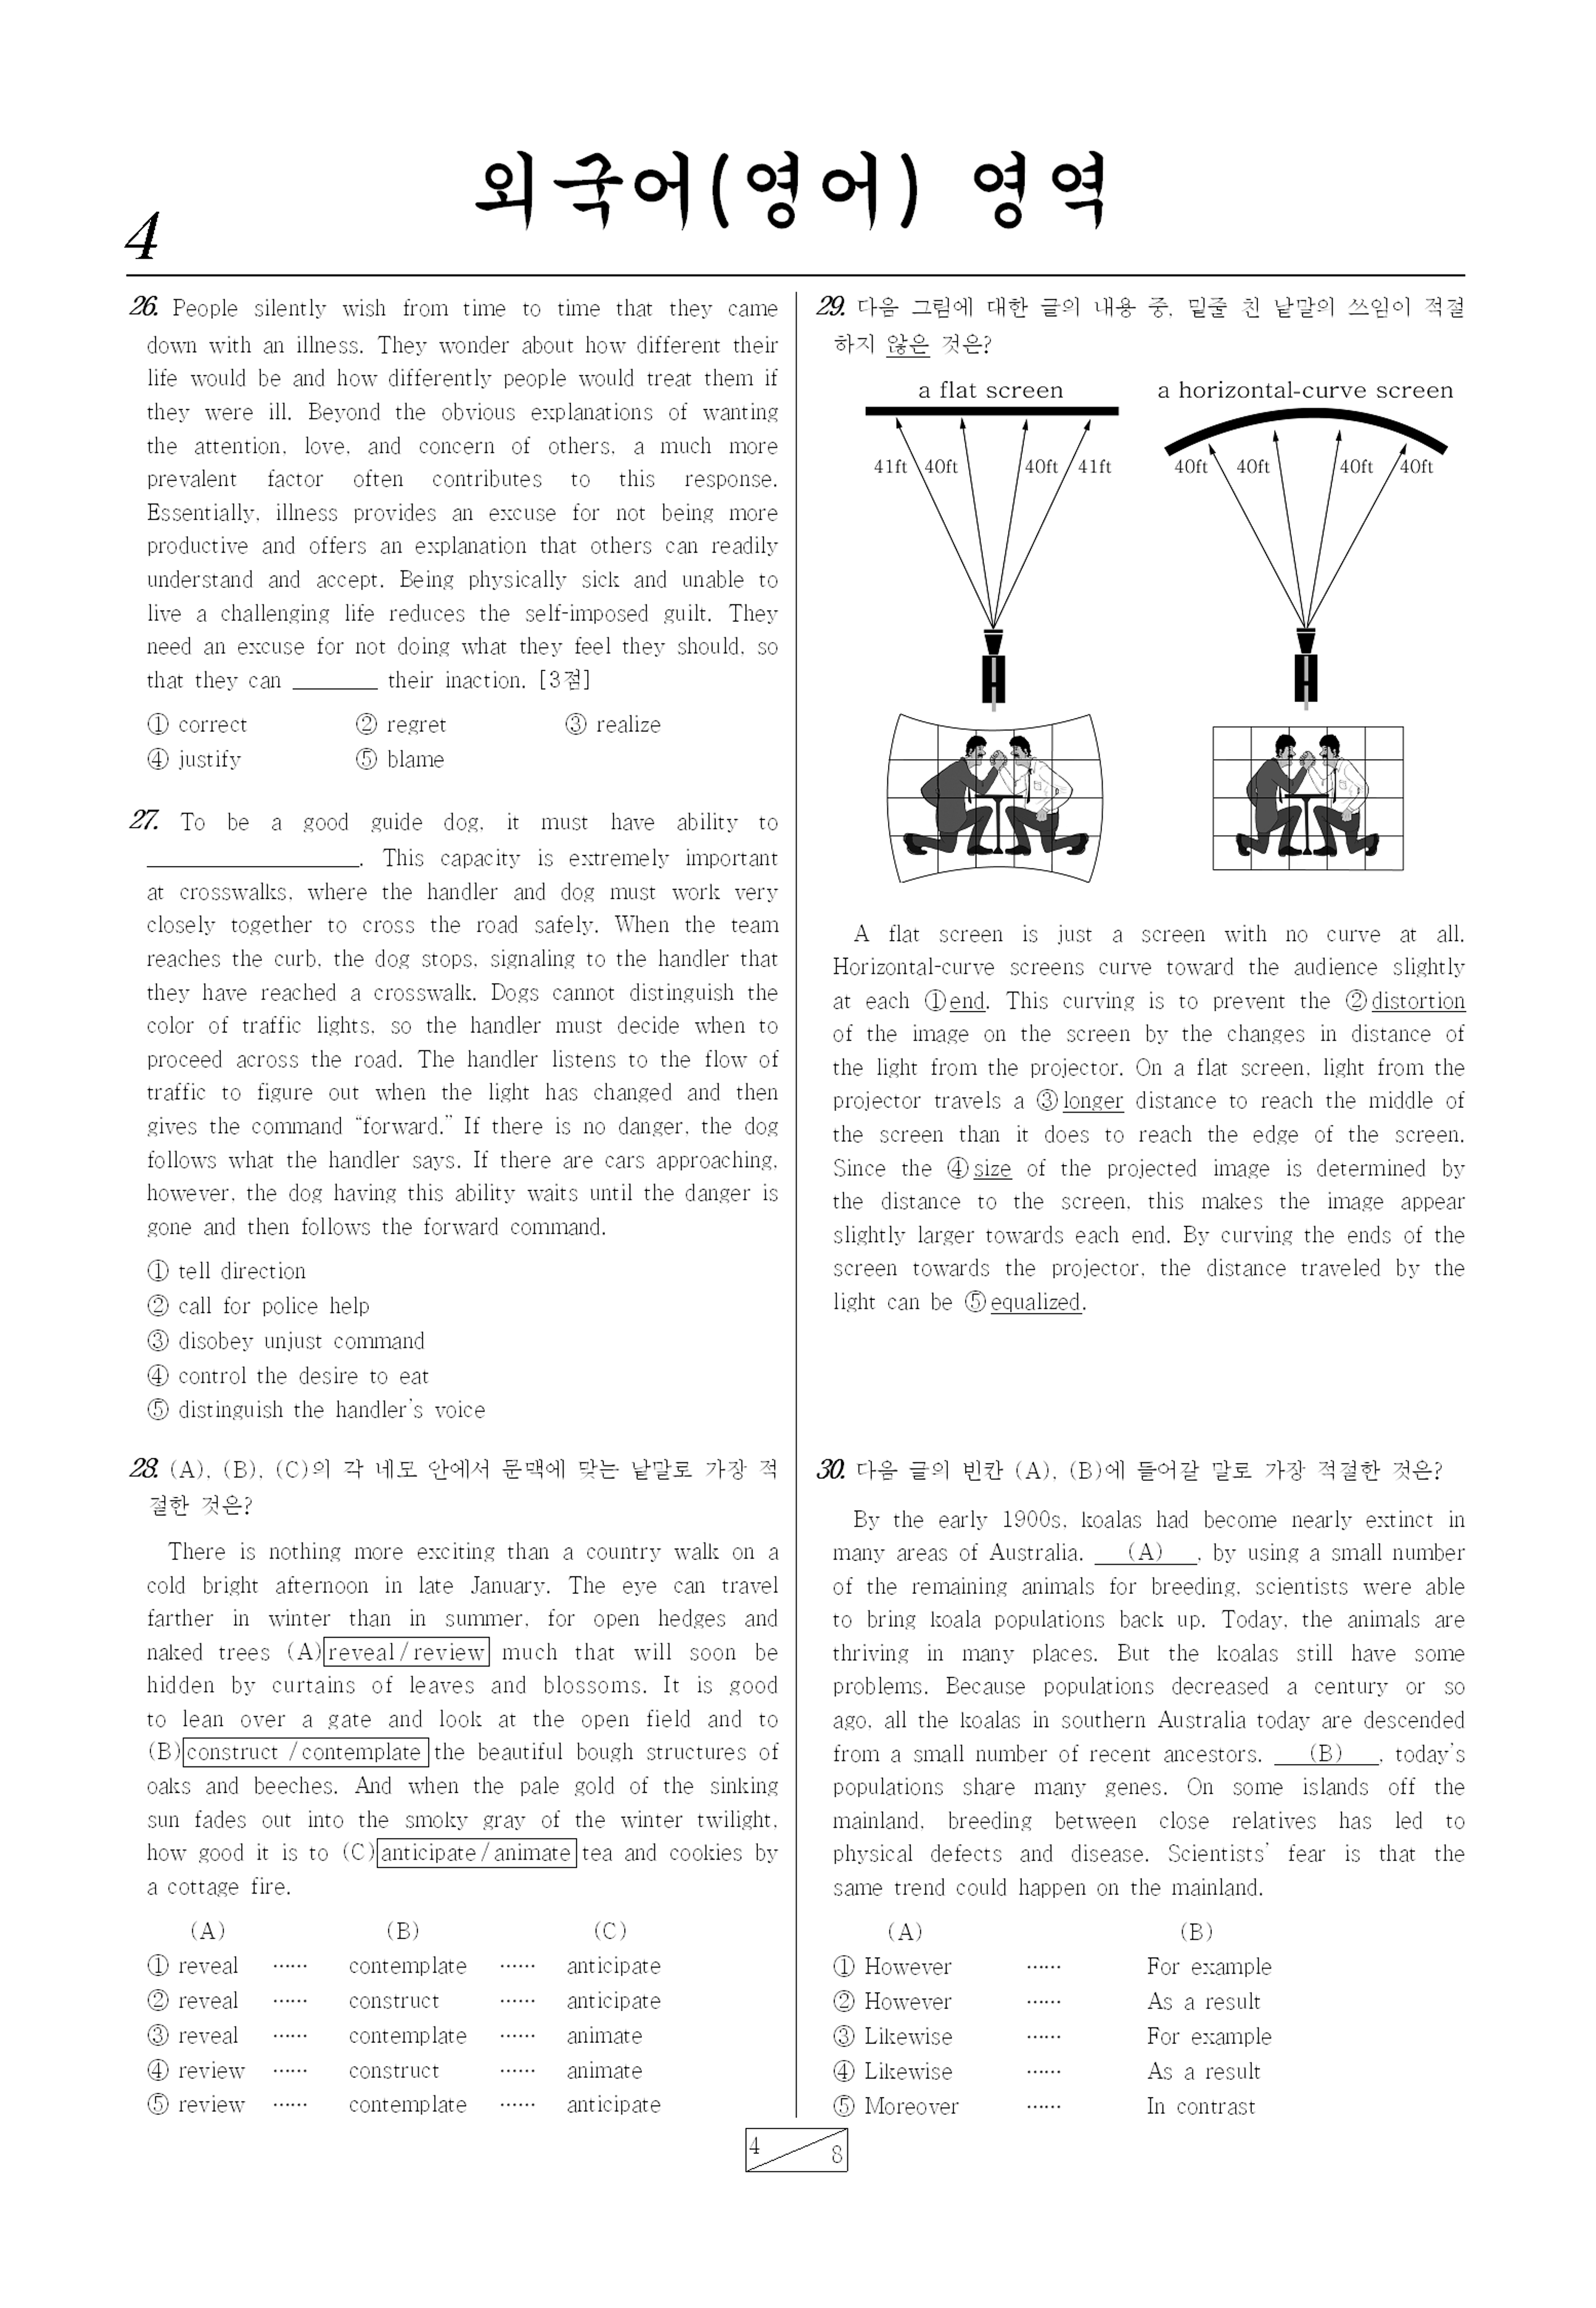 외국어(영어) 영역
4
26. People silently wish from time to time that they came
down with an illness. They wonder about how different their
life would be and how differently people would treat them if
they were ill. Beyond the obvious explanations of wanting
the attention, love, and concern of others, a much more
prevalent factor often contributes to this response.
Essentially, illness provides an excuse for not being more
productive and offers an explanation that others can readily
understand and accept. Being physically sick and unable to
live a challenging life reduces the self-imposed guilt. They
need an excuse for not doing what they feel they should, so
that they can ________ their inaction. [3점]
① correct ② regret ③ realize
④ justify ⑤ blame
27. To be a good guide dog, it must have ability to
____________________. This capacity is extremely important
at crosswalks, where the handler and dog must work very
closely together to cross the road safely. When the team
reaches the curb, the dog stops, signaling to the handler that
they have reached a crosswalk. Dogs cannot distinguish the
color of traffic lights, so the handler must decide when to
proceed across the road. The handler listens to the flow of
traffic to figure out when the light has changed and then
gives the command “forward.” If there is no danger, the dog
follows what the handler says. If there are cars approaching,
however, the dog having this ability waits until the danger is
gone and then follows the forward command.
① tell direction
② call for police help
③ disobey unjust command
④ control the desire to eat
⑤ distinguish the handler's voice
28. (A), (B), (C)의 각 네모 안에서 문맥에 맞는 낱말로 가장 적
절한 것은?
There is nothing more exciting than a country walk on a
cold bright afternoon in late January. The eye can travel
farther in winter than in summer, for open hedges and
naked trees (A) reveal / review much that will soon be
hidden by curtains of leaves and blossoms. It is good
to lean over a gate and look at the open field and to
(B) construct / contemplate the beautiful bough structures of
oaks and beeches. And when the pale gold of the sinking
sun fades out into the smoky gray of the winter twilight,
how good it is to (C) anticipate / animate tea and cookies by
a cottage fire.
(A) (B) (C)
① reveal ⋯⋯ contemplate ⋯⋯ anticipate
② reveal ⋯⋯ construct ⋯⋯ anticipate
③ reveal ⋯⋯ contemplate ⋯⋯ animate
④ review ⋯⋯ construct ⋯⋯ animate
⑤ review ⋯⋯ contemplate ⋯⋯ anticipate
29. 다음 그림에 대한 글의 내용 중, 밑줄 친 낱말의 쓰임이 적절
하지 않은 것은?
a flat screen a horizontal-curve screen
41ft 40ft 40ft 41ft 40ft 40ft 40ft 40ft
A flat screen is just a screen with no curve at all.
Horizontal-curve screens curve toward the audience slightly
at each ①end. This curving is to prevent the ②distortion
of the image on the screen by the changes in distance of
the light from the projector. On a flat screen, light from the
projector travels a ③longer distance to reach the middle of
the screen than it does to reach the edge of the screen.
Since the ④size of the projected image is determined by
the distance to the screen, this makes the image appear
slightly larger towards each end. By curving the ends of the
screen towards the projector, the distance traveled by the
light can be ⑤equalized.
30. 다음 글의 빈칸 (A), (B)에 들어갈 말로 가장 적절한 것은?
By the early 1900s, koalas had become nearly extinct in
many areas of Australia. (A) , by using a small number
of the remaining animals for breeding, scientists were able
to bring koala populations back up. Today, the animals are
thriving in many places. But the koalas still have some
problems. Because populations decreased a century or so
ago, all the koalas in southern Australia today are descended
from a small number of recent ancestors. (B) , today's
populations share many genes. On some islands off the
mainland, breeding between close relatives has led to
physical defects and disease. Scientists' fear is that the
same trend could happen on the mainland.
(A) (B)
① However ⋯⋯ For example
② However ⋯⋯ As a result
③ Likewise ⋯⋯ For example
④ Likewise ⋯⋯ As a result
⑤ Moreover ⋯⋯ In contrast
4 8